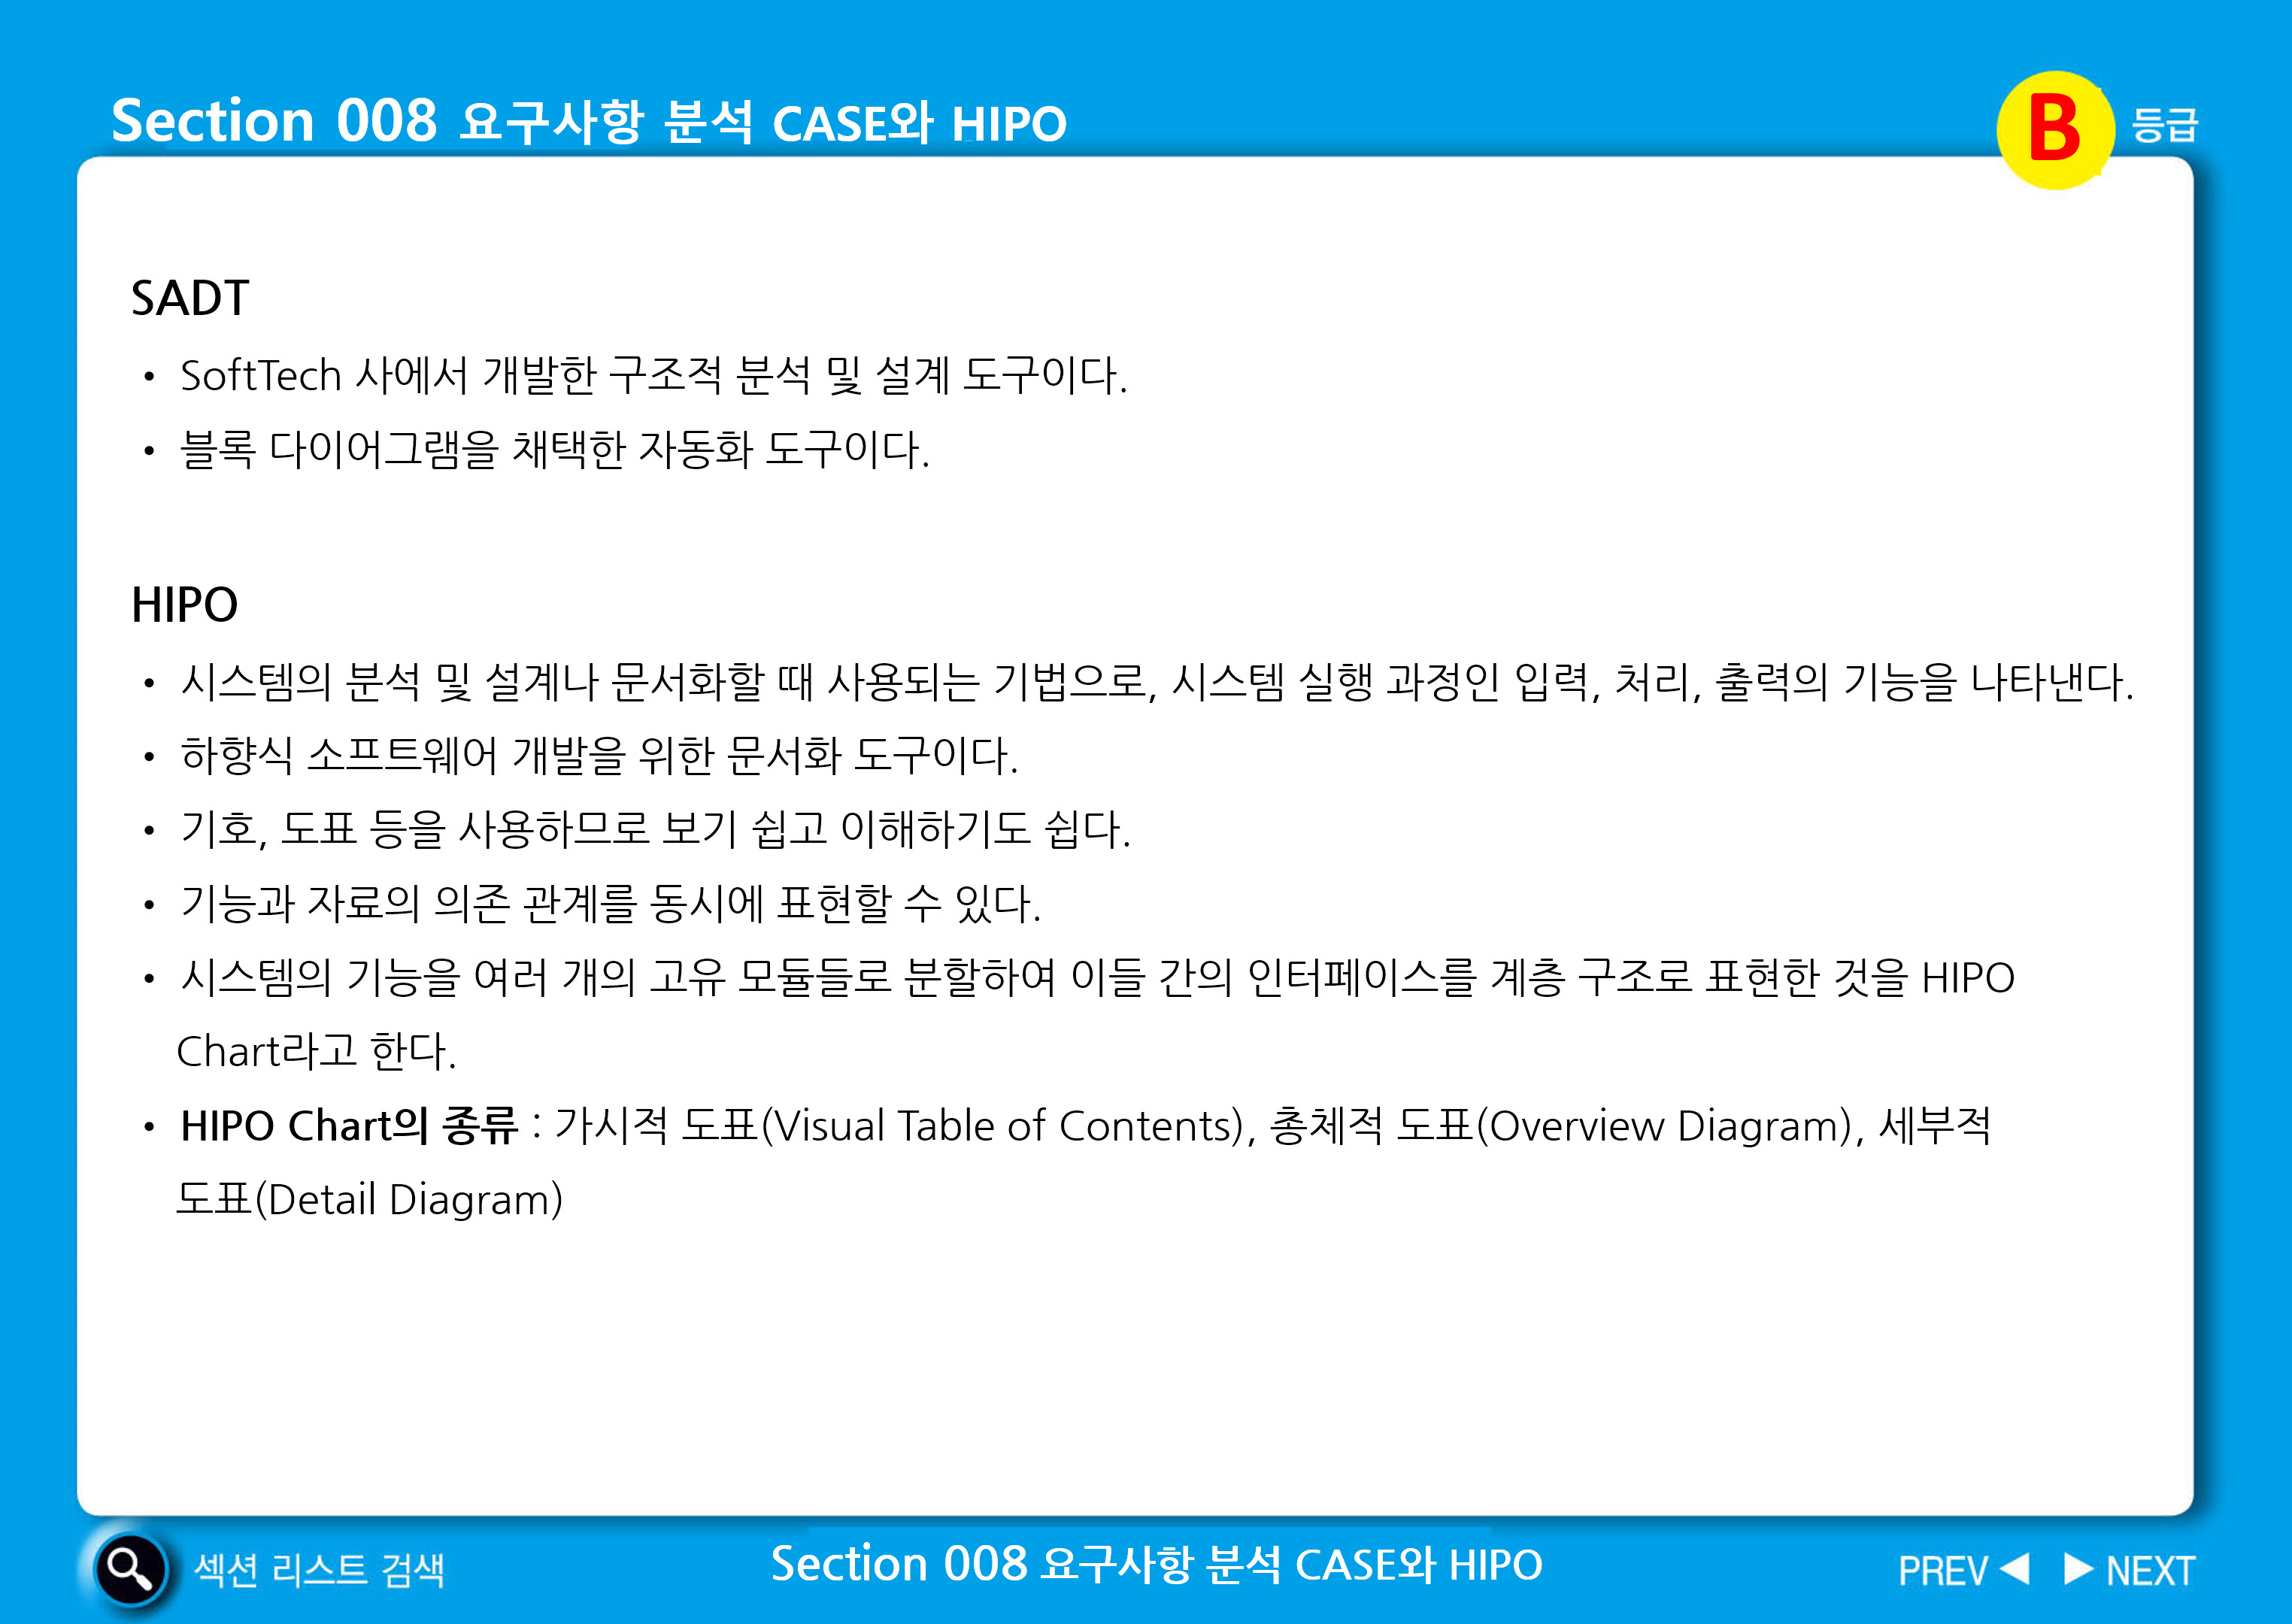 Section 008 요구사항 분석 CASE와 HIPO
B 등급
SADT
• SoftTech 사에서 개발한 구조적 분석 및 설계 도구이다.
• 블록 다이어그램을 채택한 자동화 도구이다.
HIPO
• 시스템의 분석 및 설계나 문서화할 때 사용되는 기법으로, 시스템 실행 과정인 입력, 처리, 출력의 기능을 나타낸다.
• 하향식 소프트웨어 개발을 위한 문서화 도구이다.
• 기호, 도표 등을 사용하므로 보기 쉽고 이해하기도 쉽다.
• 기능과 자료의 의존 관계를 동시에 표현할 수 있다.
• 시스템의 기능을 여러 개의 고유 모듈들로 분할하여 이들 간의 인터페이스를 계층 구조로 표현한 것을 HIPO
Chart라고 한다.
• HIPO Chart의 종류 : 가시적 도표(Visual Table of Contents), 총체적 도표(Overview Diagram), 세부적
도표(Detail Diagram)
섹션 리스트 검색
Section 008 요구사항 분석 CASE와 HIPO
PREV ◀ ▶ NEXT